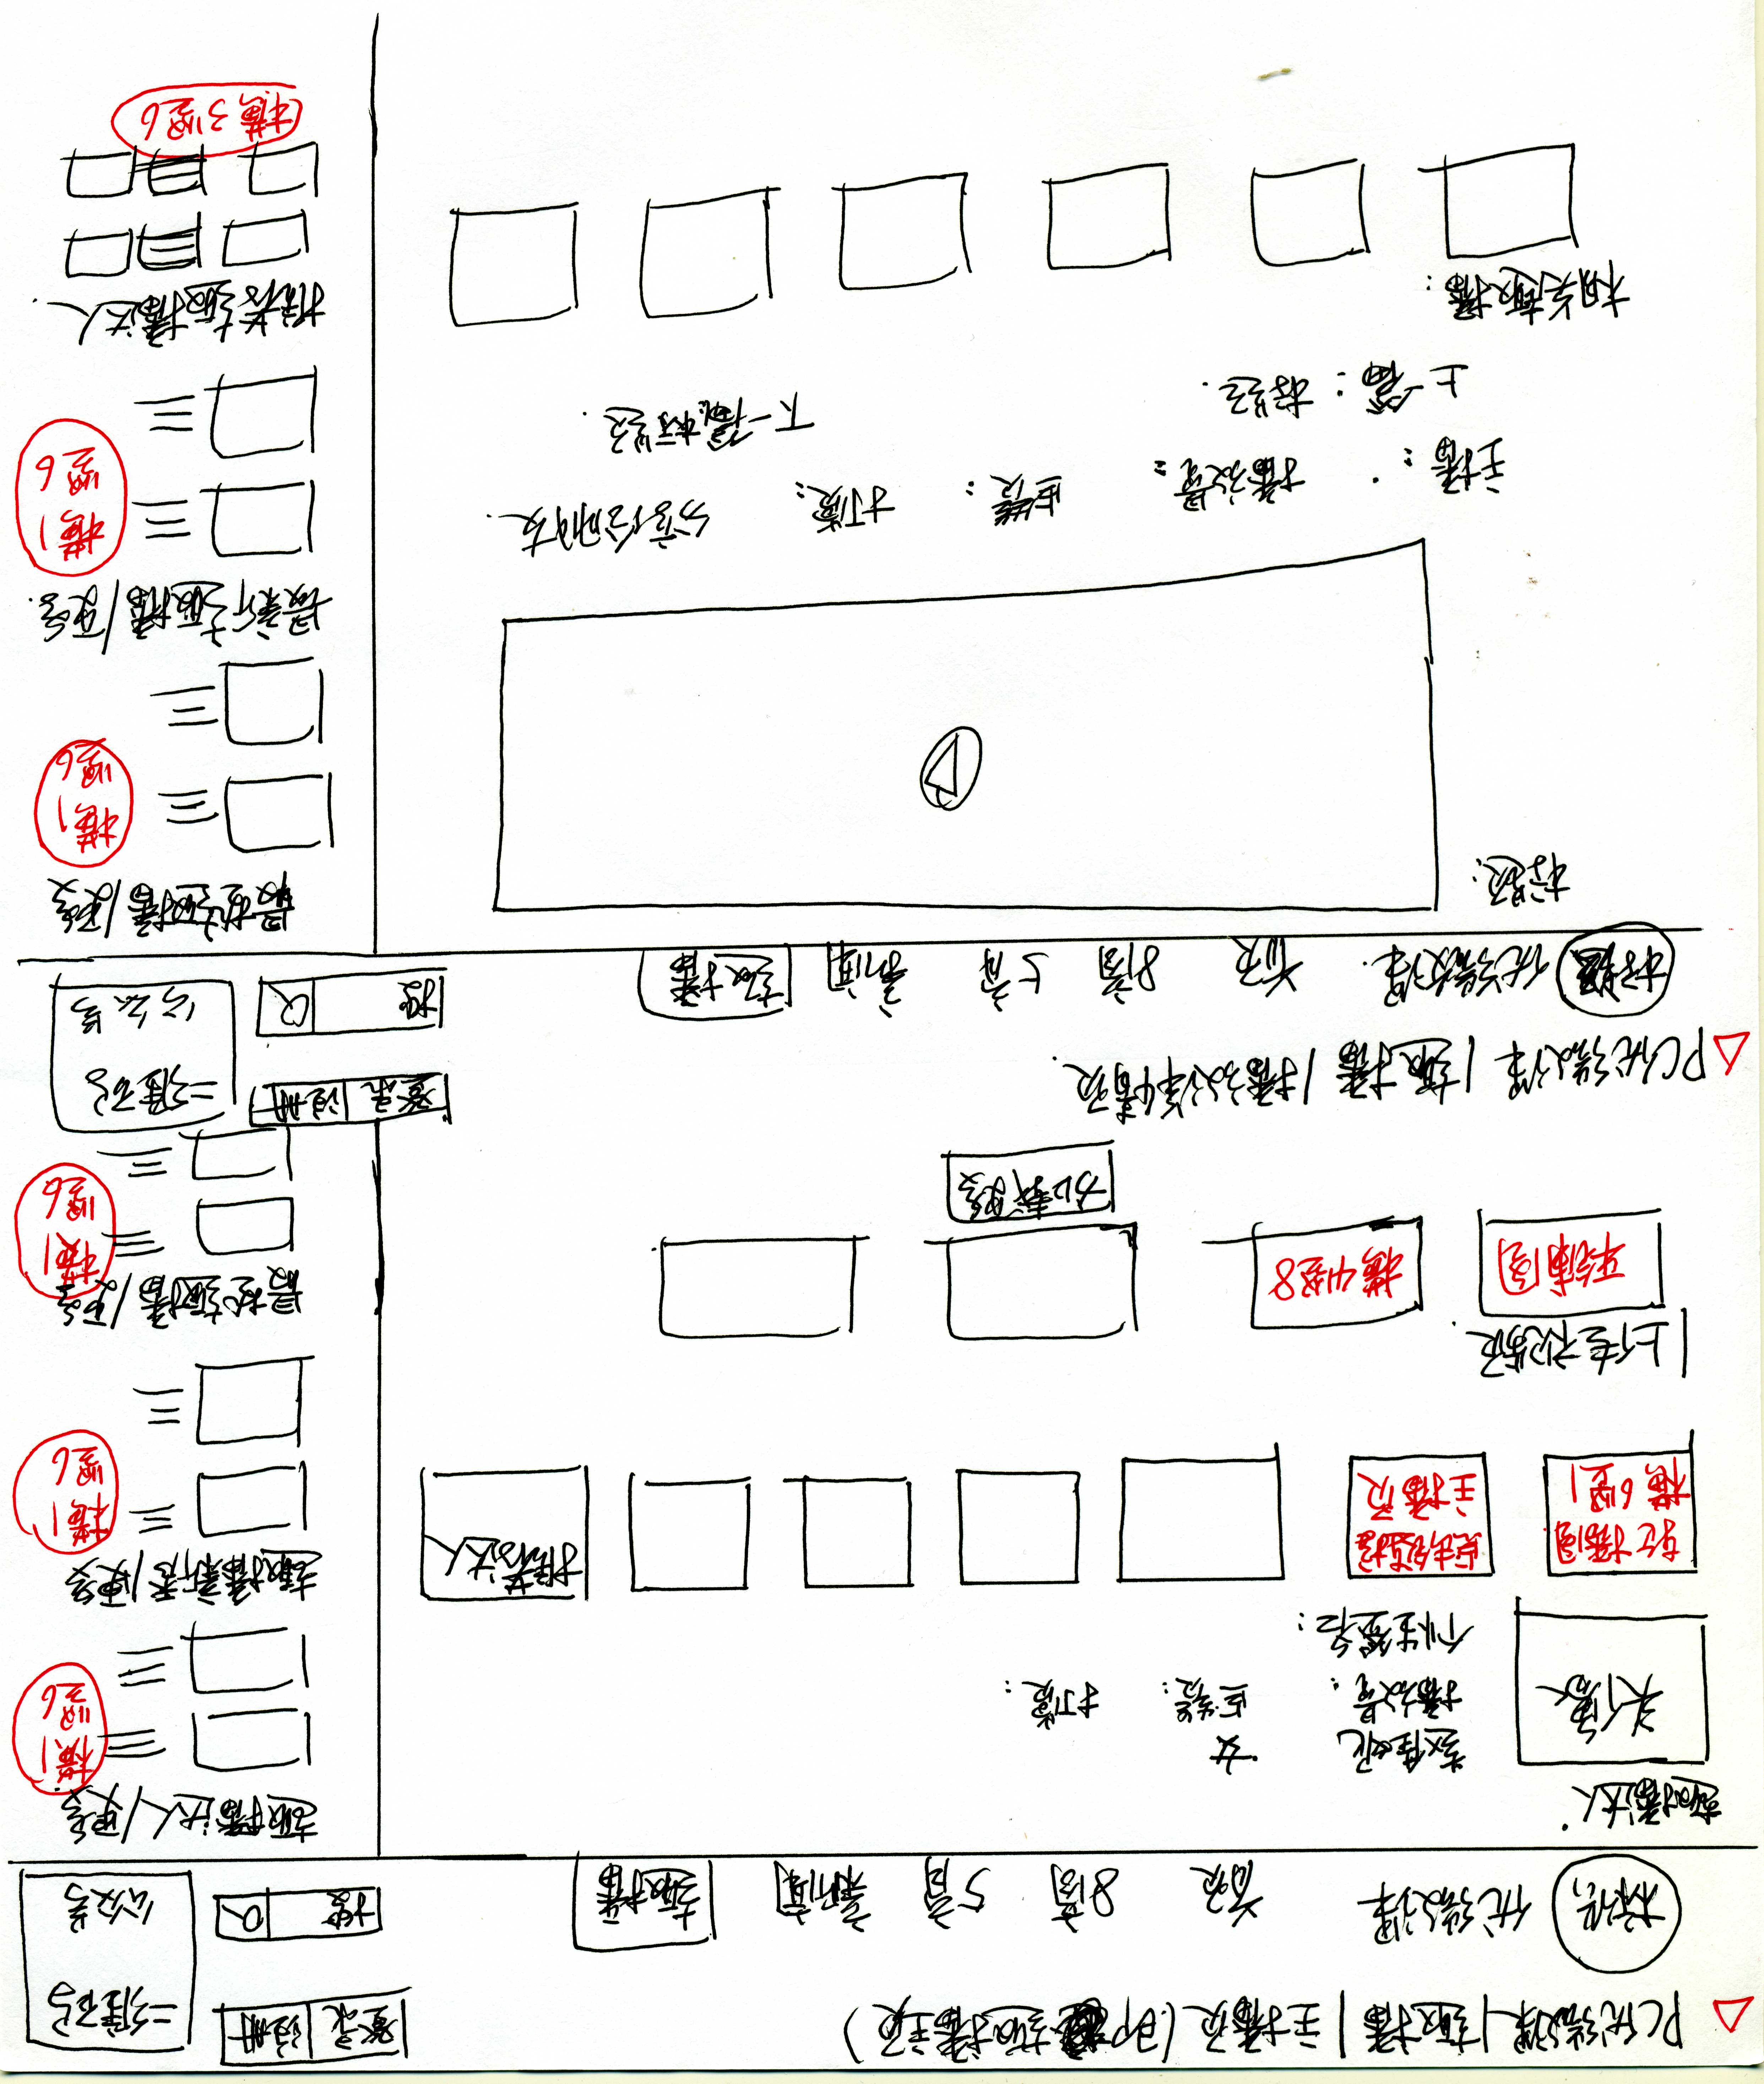 △ PC优微课|趣播|主播页(即趣播主页)
登录 注册
二维码
公众号
标识 优微课 首页 8商 5育 新闻 趣播
搜 Q
趣播达人
头像
赵佳妮 女
播放量: 点赞: 打赏:
个性签名:
轮播图
横6竖1
点击链接
主播页
推荐达人
上传视频
平铺图
横4竖8
加载更多
趣播达人/更多
横1
竖6
趣播新秀/更多
横1
竖6
最热趣播/更多
横1
竖6
△ PC优微课/趣播/播放详情页
登录 注册
二维码
公众号
标题 优微课 首页 8商 5育 新闻 趣播
搜 Q
标题:
主播: 播放量: 点赞: 打赏: 分享给朋友
上一篇:标题 下一篇:标题
相关趣播:
最热趣播/更多
横1
竖6
最新趣播/更多
横1
竖6
推荐趣播达人
横3竖6